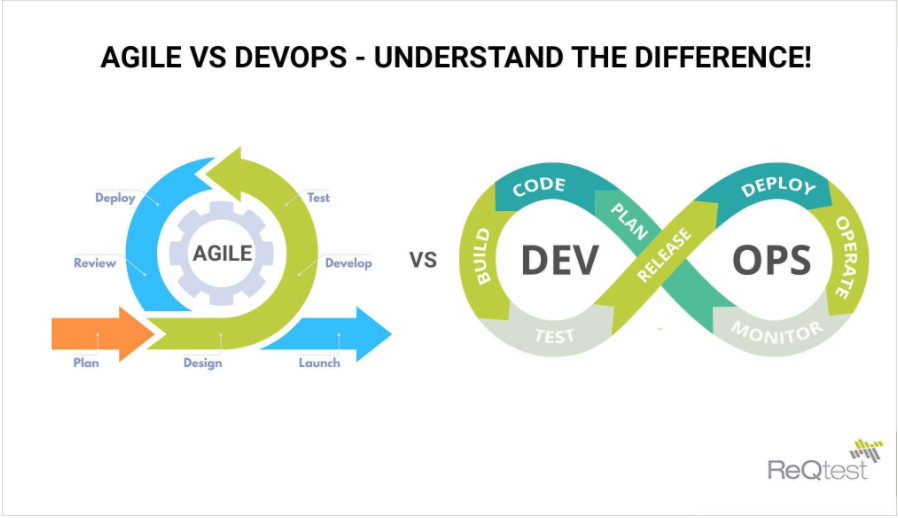 AGILE VS DEVOPS - UNDERSTAND THE DIFFERENCE!
Deploy
Test
Review
AGILE
Develop
Plan
Design
Launch
VS
CODE
PLAN
BUILD
DEV
TEST
RELEASE
DEPLOY
OPERATE
OPS
MONITOR
ReQtest